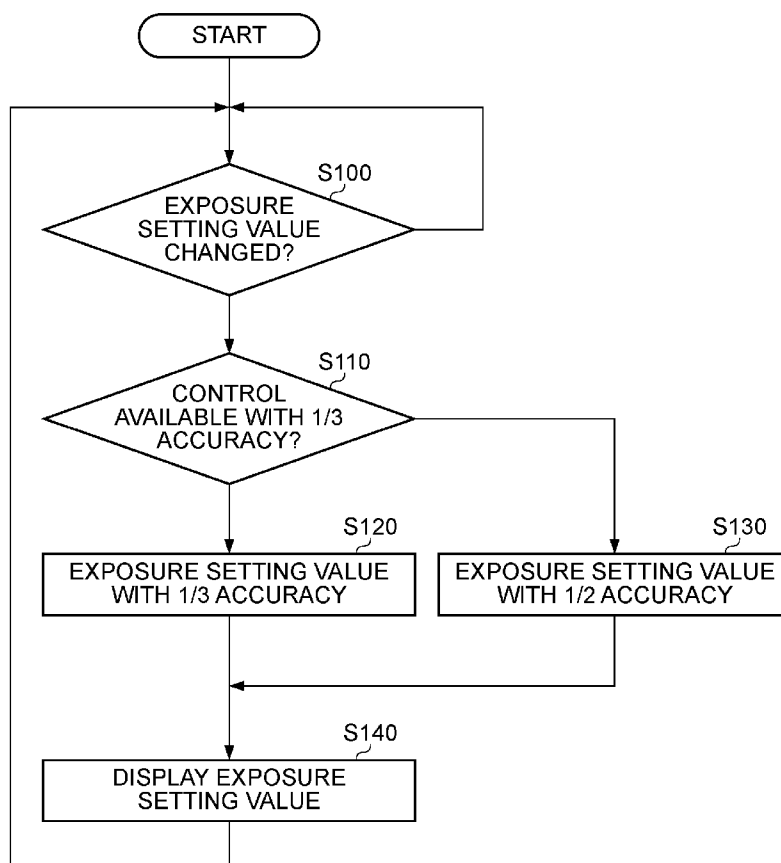 START
S100
EXPOSURE
SETTING VALUE
CHANGED?
S110
CONTROL
AVAILABLE WITH 1/3
ACCURACY?
S120
EXPOSURE SETTING VALUE
WITH 1/3 ACCURACY
S130
EXPOSURE SETTING VALUE
WITH 1/2 ACCURACY
S140
DISPLAY EXPOSURE
SETTING VALUE